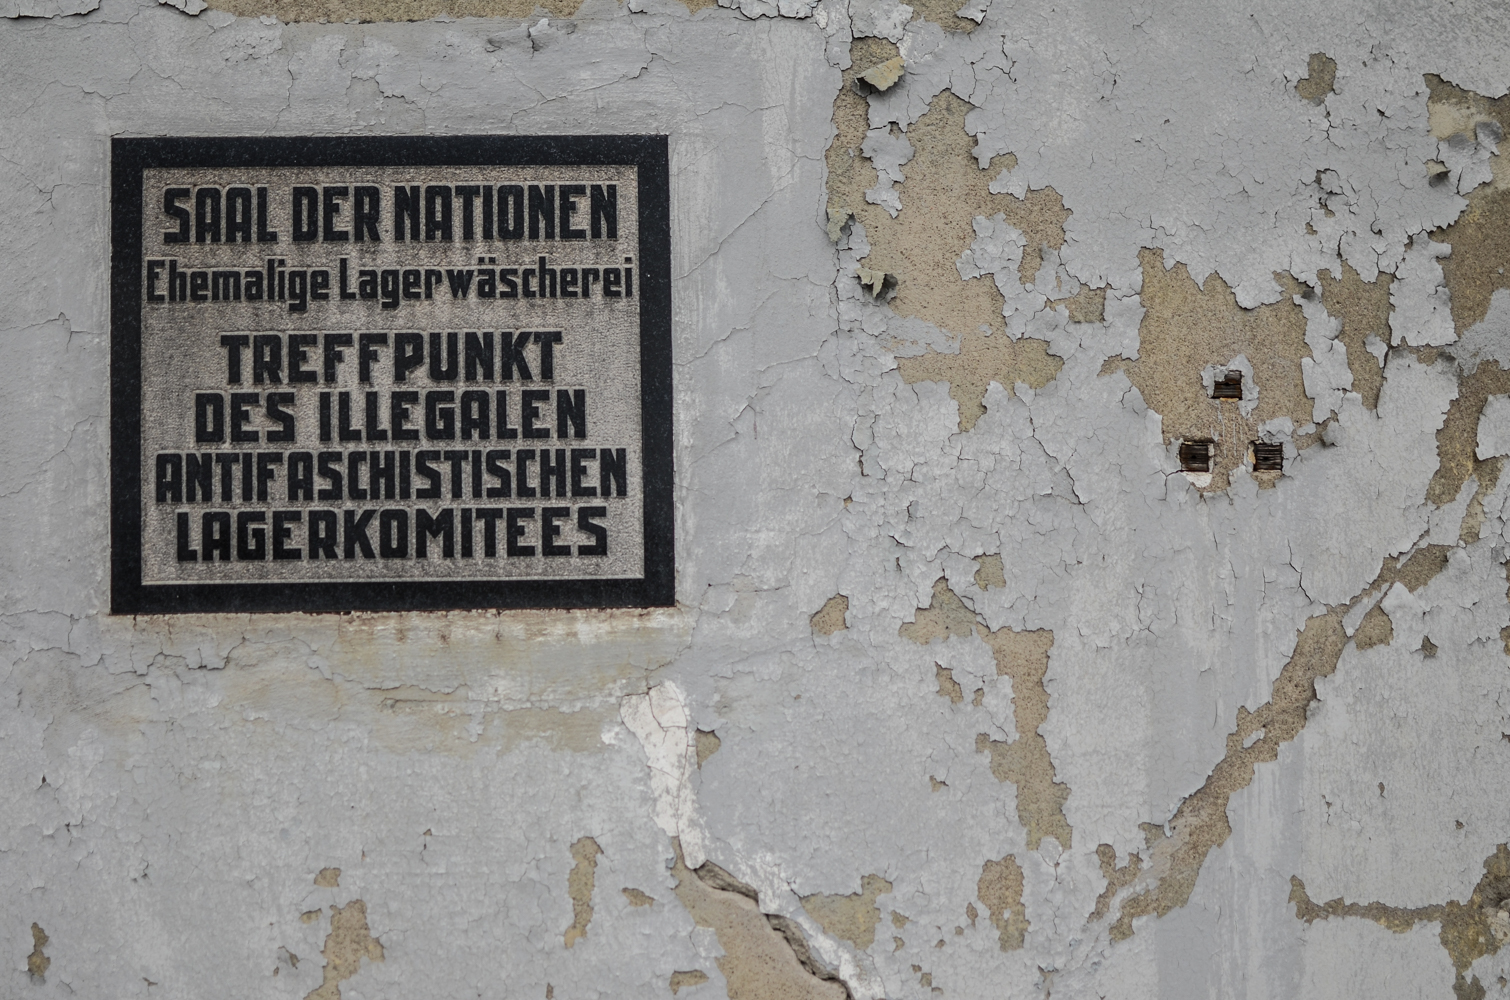 SAAL DER NATIONEN
Ehemalige Lagerwäscherei
TREFFPUNKT
DES ILLEGALEN
ANTIFASCHISTISCHEN
LAGERKOMITEES